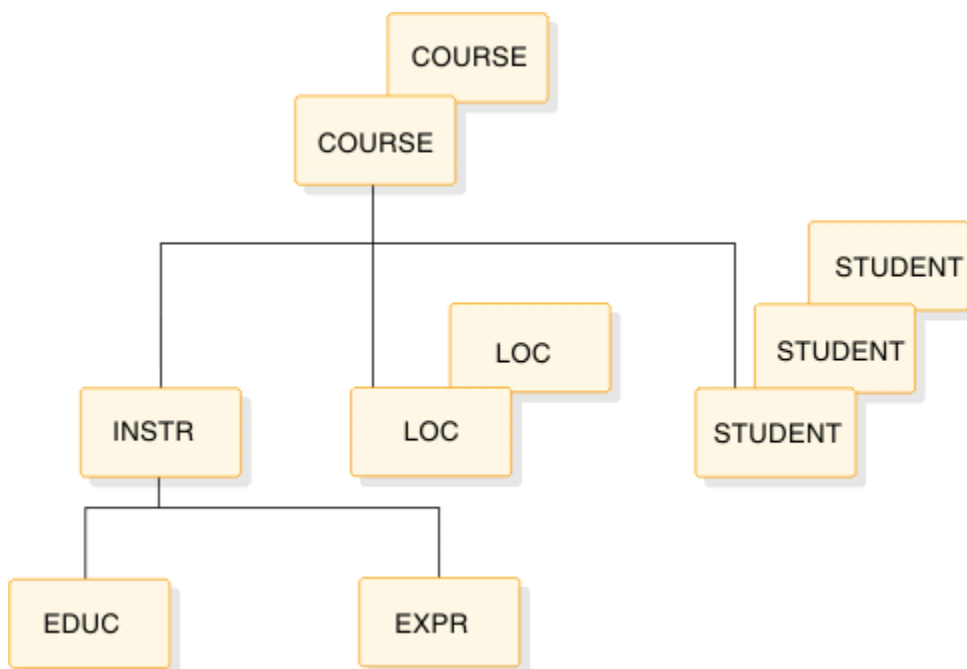 COURSE
COURSE
STUDENT
STUDENT
LOC
INSTR
LOC
STUDENT
EDUC
EXPR